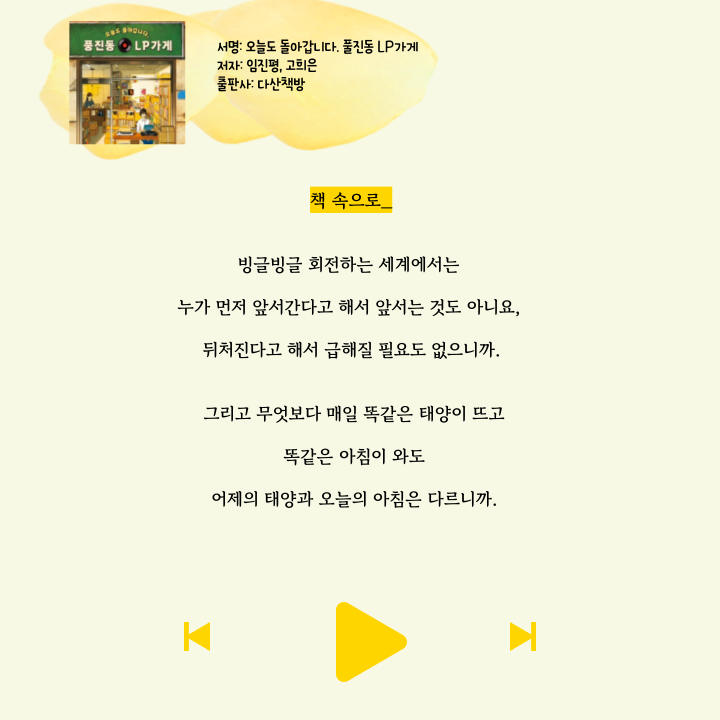 오늘도 돌아갑니다.
풍진동 LP가게
서명: 오늘도 돌아갑니다. 풀진동 LP가게
저자: 임진평, 고희은
출판사: 다산책방
책 속으로_
빙글빙글 회전하는 세계에서는
누가 먼저 앞서간다고 해서 앞서는 것도 아니요,
뒤처진다고 해서 급해질 필요도 없으니까.
그리고 무엇보다 매일 똑같은 태양이 뜨고
똑같은 아침이 와도
어제의 태양과 오늘의 아침은 다르니까.